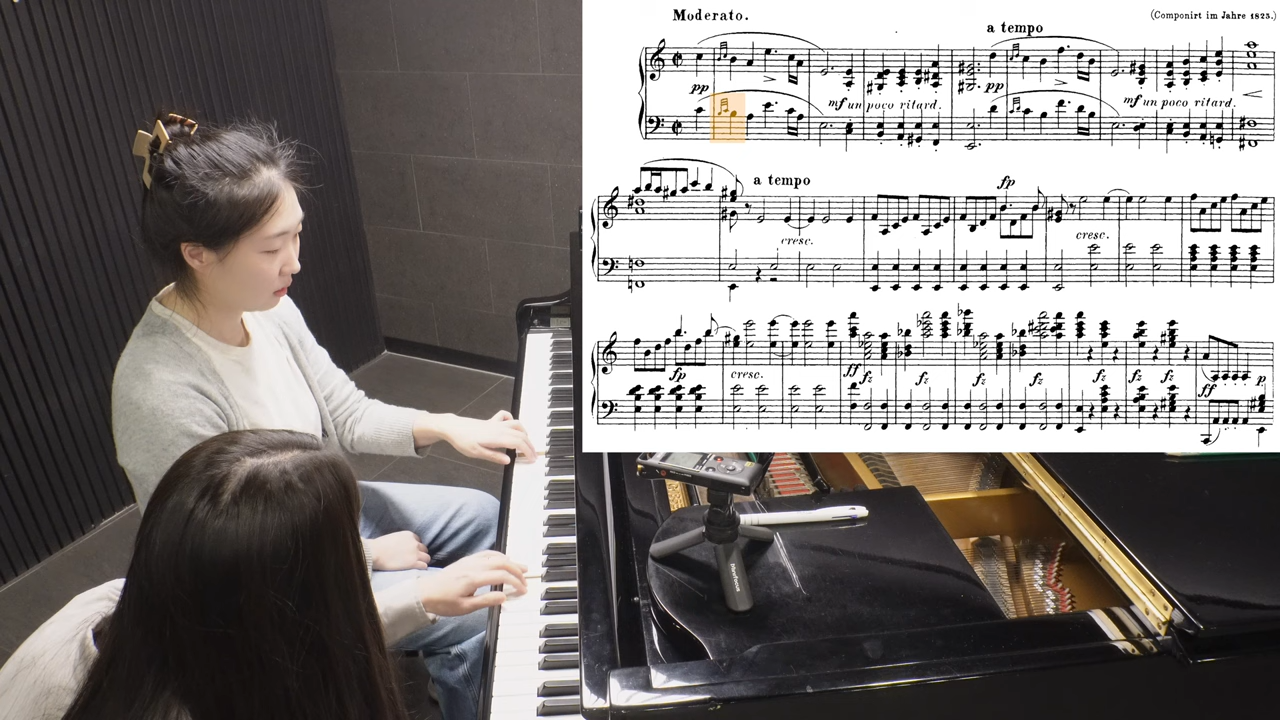 Moderato.
(Componirt im Jahre 1825.)
a tempo
pp
pp
mf un poco ritard.
mf un poco ritard.
a tempo
fp
cresc.
cresc.
fp
cresc.
ff
fz
fz
fz
fz
fz
fz
fz
ff
p